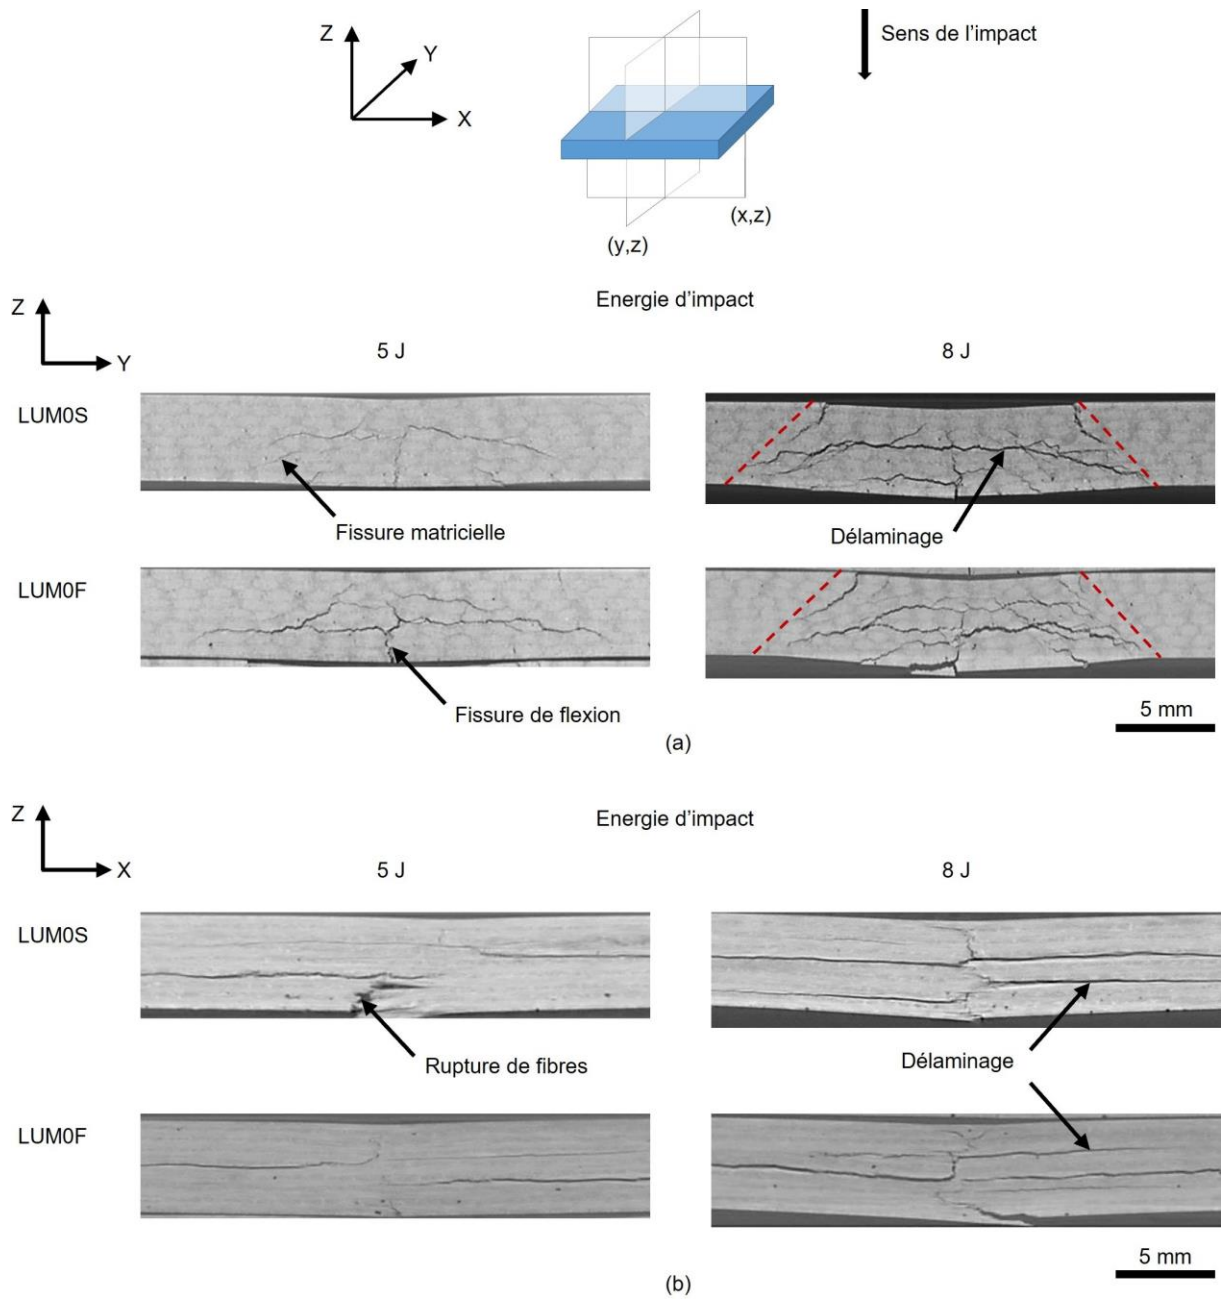 Z
Y
X
Sens de l'impact
(x,z)
(y,z)
Energie d'impact
Z
Y
5 J
8 J
LUM0S
Fissure matricielle
Délaminage
LUM0F
Fissure de flexion
5 mm
(a)
Z
X
Energie d'impact
5 J
8 J
LUM0S
Rupture de fibres
Délaminage
LUM0F
5 mm
(b)